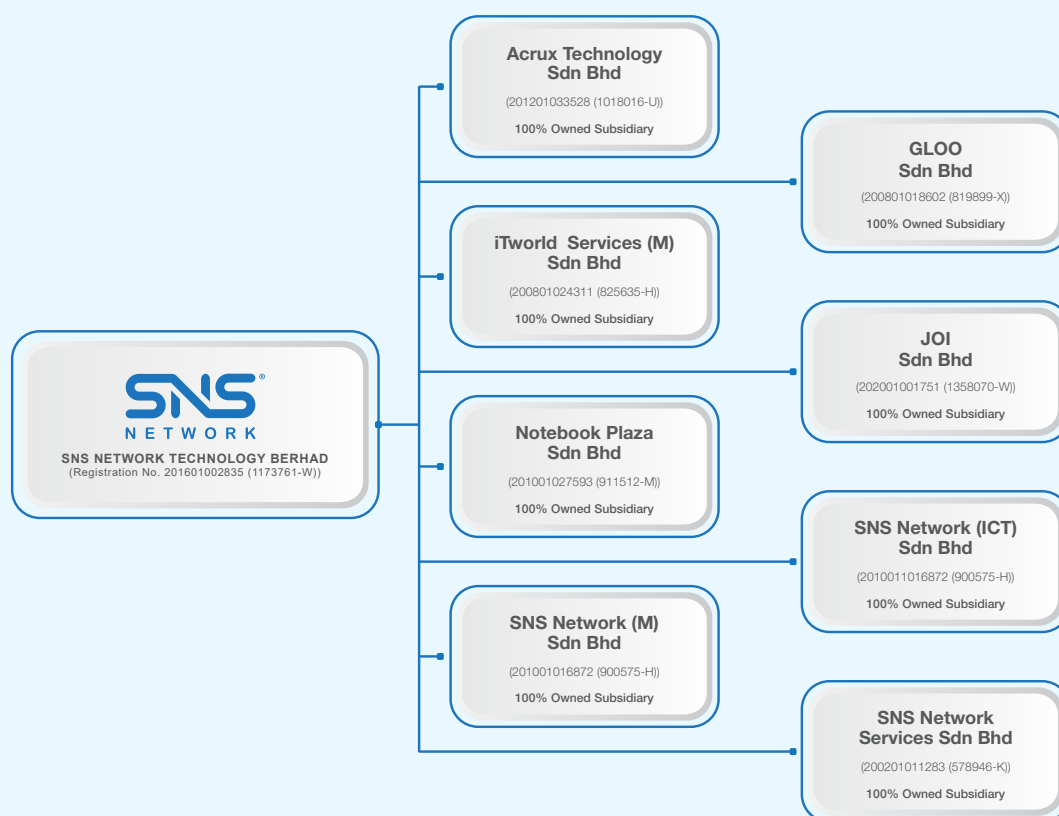 SNS®
NETWORK
SNS NETWORK TECHNOLOGY BERHAD
(Registration No. 201601002835 (1173761-W))
Acrux Technology
Sdn Bhd
(201201033528 (1018016-U))
100% Owned Subsidiary
GLOO
Sdn Bhd
(200801018602 (819899-X))
100% Owned Subsidiary
iTworld Services (M)
Sdn Bhd
(200801024311 (825635-H))
100% Owned Subsidiary
JOI
Sdn Bhd
(202001001751 (1358070-W))
100% Owned Subsidiary
Notebook Plaza
Sdn Bhd
(201001027593 (911512-M))
100% Owned Subsidiary
SNS Network (ICT)
Sdn Bhd
(2010011016872 (900575-H))
100% Owned Subsidiary
SNS Network (M)
Sdn Bhd
(201001016872 (900575-H))
100% Owned Subsidiary
SNS Network
Services Sdn Bhd
(200201011283 (578946-K))
100% Owned Subsidiary